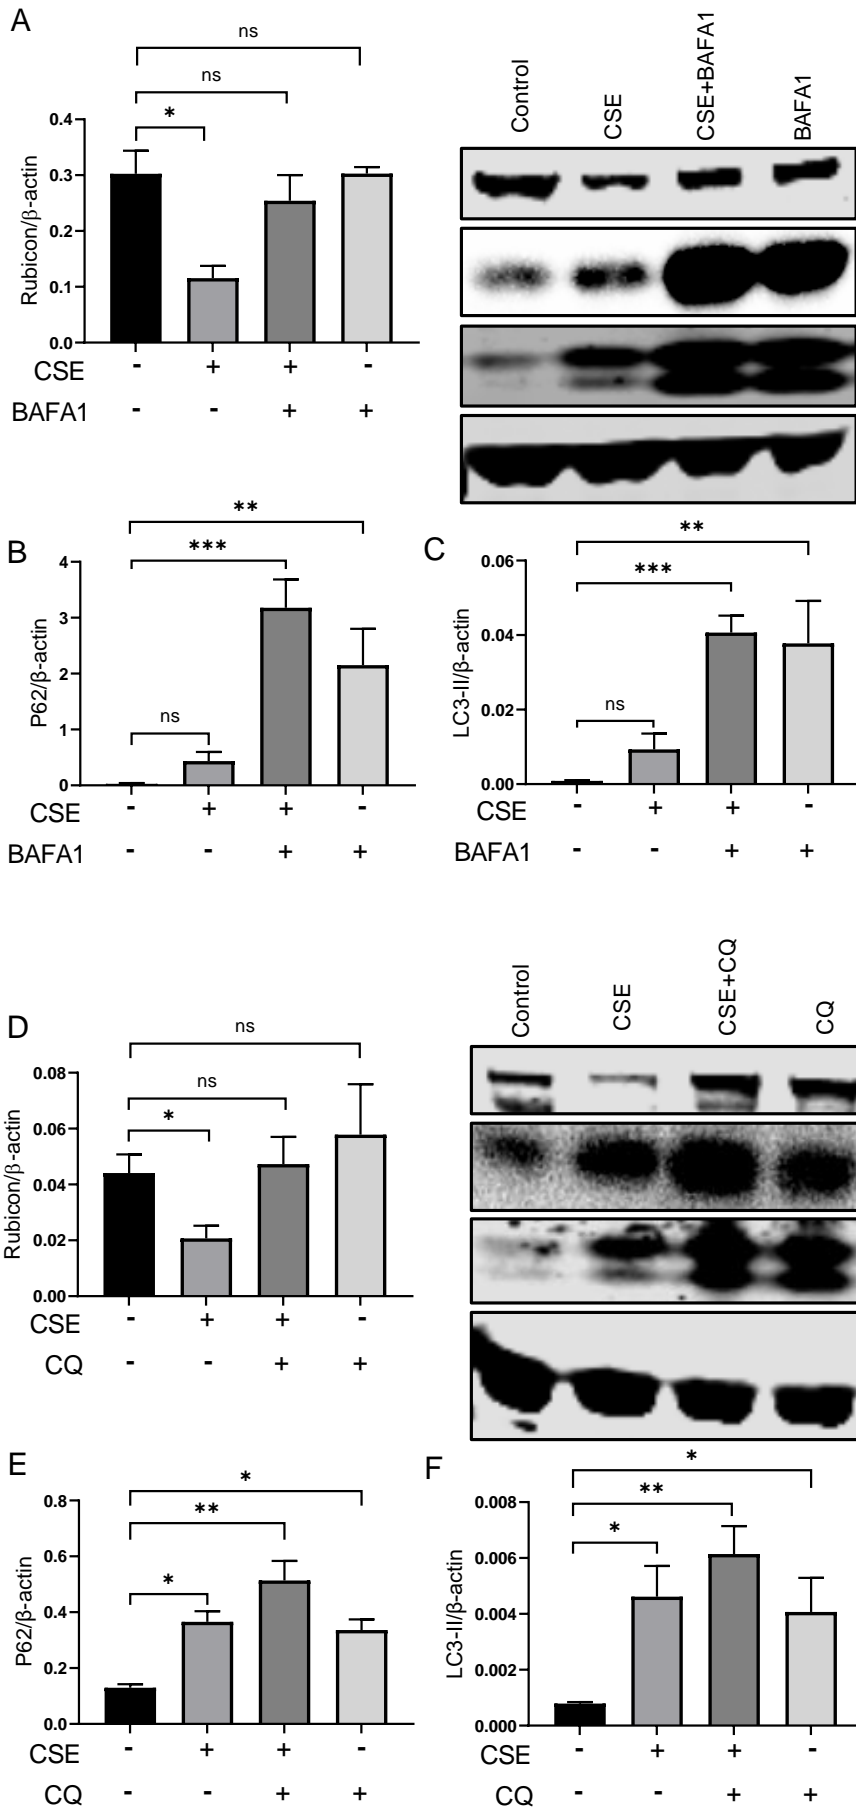 A
ns
ns
*
Rubicon/β-actin
0.4
0.3
0.2
0.1
0.0
CSE - + + -
BAFA1 - - + +
Control
CSE
CSE+BAFA1
BAFA1
B
**
***
ns
P62/β-actin
4
3
2
1
0
CSE - + + -
BAFA1 - - + +
C
**
***
ns
LC3-II/β-actin
0.06
0.04
0.02
0.00
CSE - + + -
BAFA1 - - + +
D
ns
ns
*
Rubicon/β-actin
0.08
0.06
0.04
0.02
0.00
CSE - + + -
CQ - - + +
Control
CSE
CSE+CQ
CQ
E
*
**
*
P62/β-actin
0.8
0.6
0.4
0.2
0.0
CSE - + + -
CQ - - + +
F
*
**
*
LC3-II/β-actin
0.008
0.006
0.004
0.002
0.000
CSE - + + -
CQ - - + +